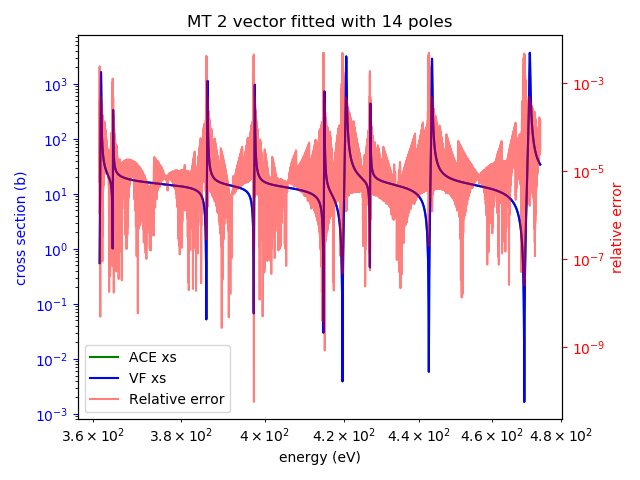 MT 2 vector fitted with 14 poles
cross section (b)
10³
10²
10¹
10⁰
10⁻¹
10⁻²
10⁻³
10⁻³
10⁻⁵
10⁻⁷
10⁻⁹
relative error
ACE xs
VF xs
Relative error
3.6 × 10² 3.8 × 10² 4 × 10² 4.2 × 10² 4.4 × 10² 4.6 × 10² 4.8 × 10²
energy (eV)